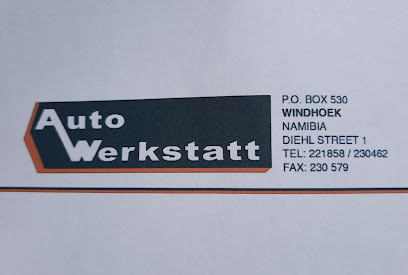 Auto
Werkstatt
P.O. BOX 530
WINDHOEK
NAMIBIA
DIEHL STREET 1
TEL: 221858 / 230462
FAX: 230 579